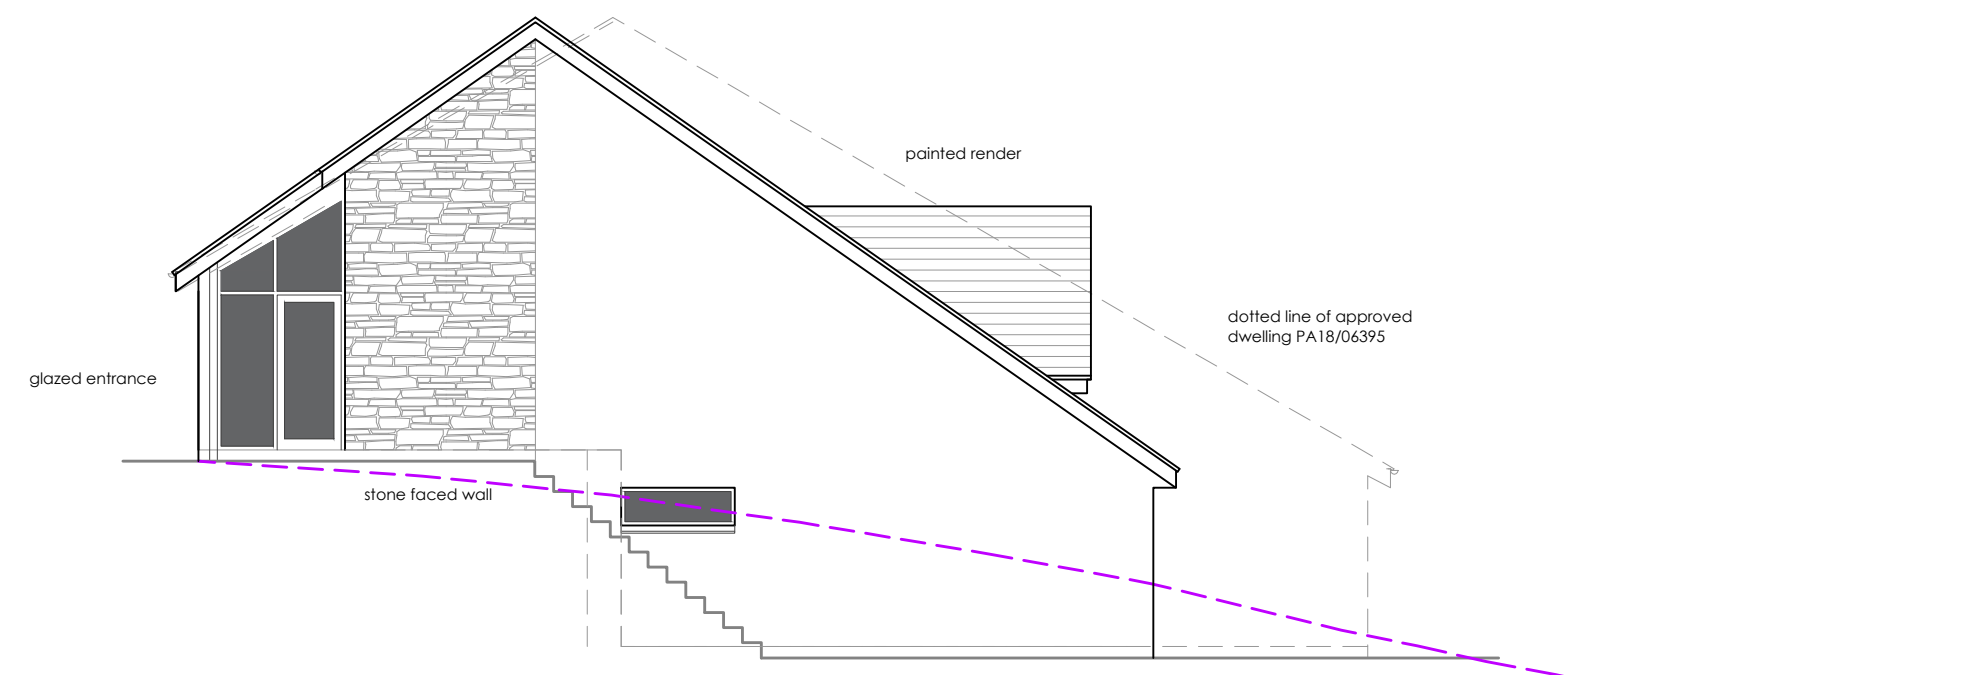 painted render
dotted line of approved
dwelling PA18/06395
glazed entrance
stone faced wall